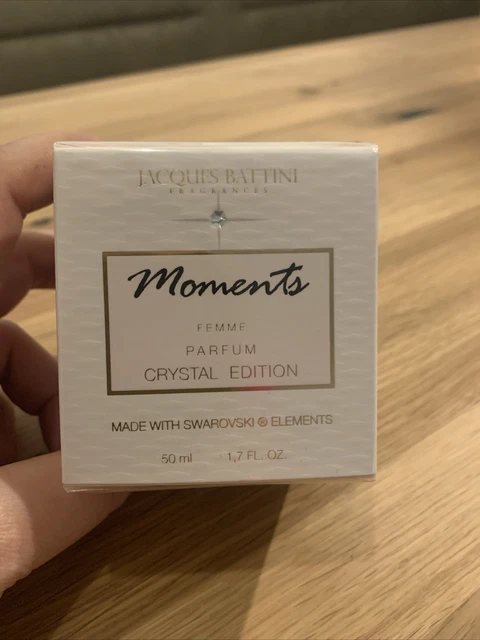 JACQUES BATTINI
FRAGRANCES
Moments
FEMME
PARFUM
CRYSTAL EDITION
MADE WITH SWAROVSKI ® ELEMENTS
50 ml 1,7 FL. OZ.